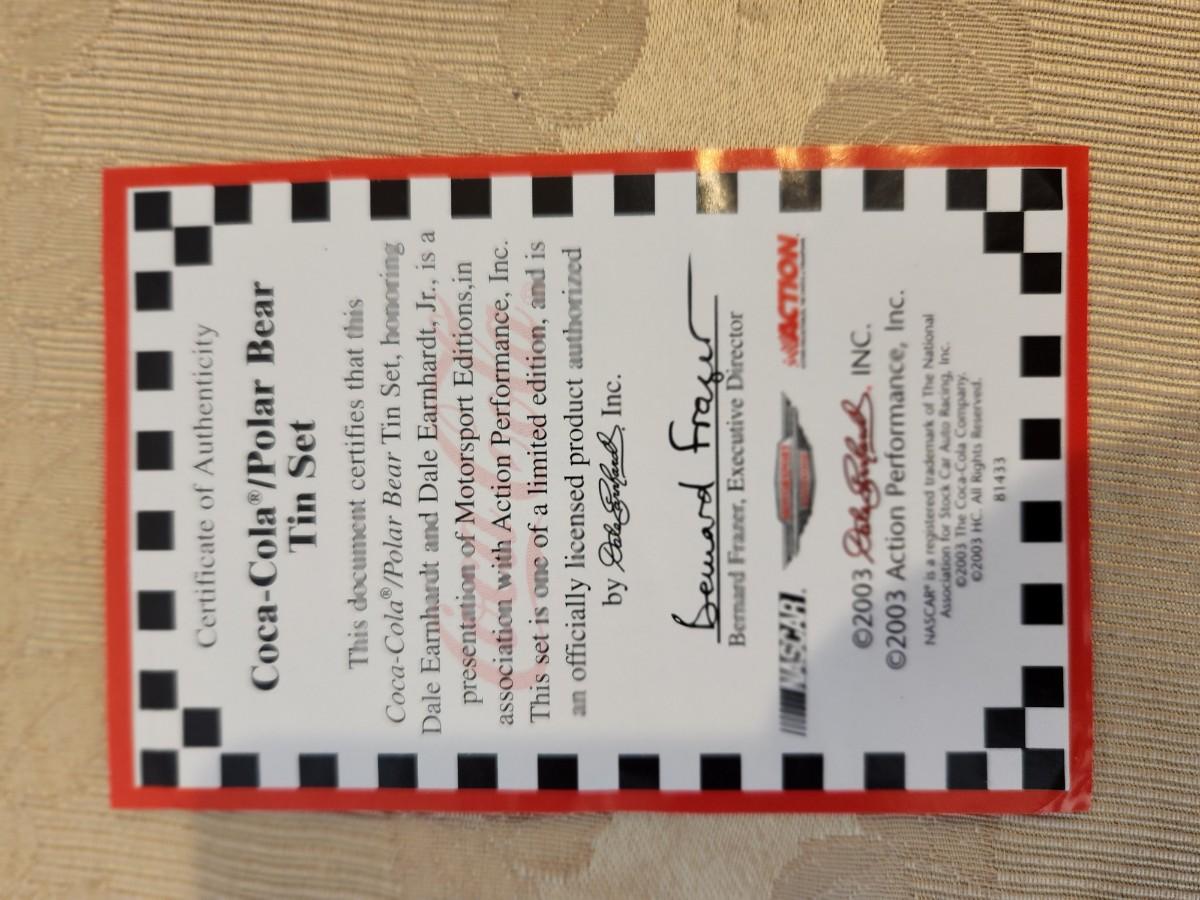 Certificate of Authenticity
Coca-Cola®/Polar Bear
Tin Set
This document certifies that this
Coca-Cola®/Polar Bear Tin Set, honoring
Dale Earnhardt and Dale Earnhardt, Jr., is a
presentation of Motorsport Editions,in
association with Action Performance, Inc.
This set is one of a limited edition, and is
an officially licensed product authorized
by Dale Earnhardt, Inc.
Bernard Frazer
Bernard Frazer, Executive Director
NASCAR. ACTION
©2003 Dale Earnhardt, INC.
©2003 Action Performance, Inc.
NASCAR® is a registered trademark of The National
Association for Stock Car Auto Racing, Inc.
©2003 The Coca-Cola Company.
©2003 HC. All Rights Reserved.
81433